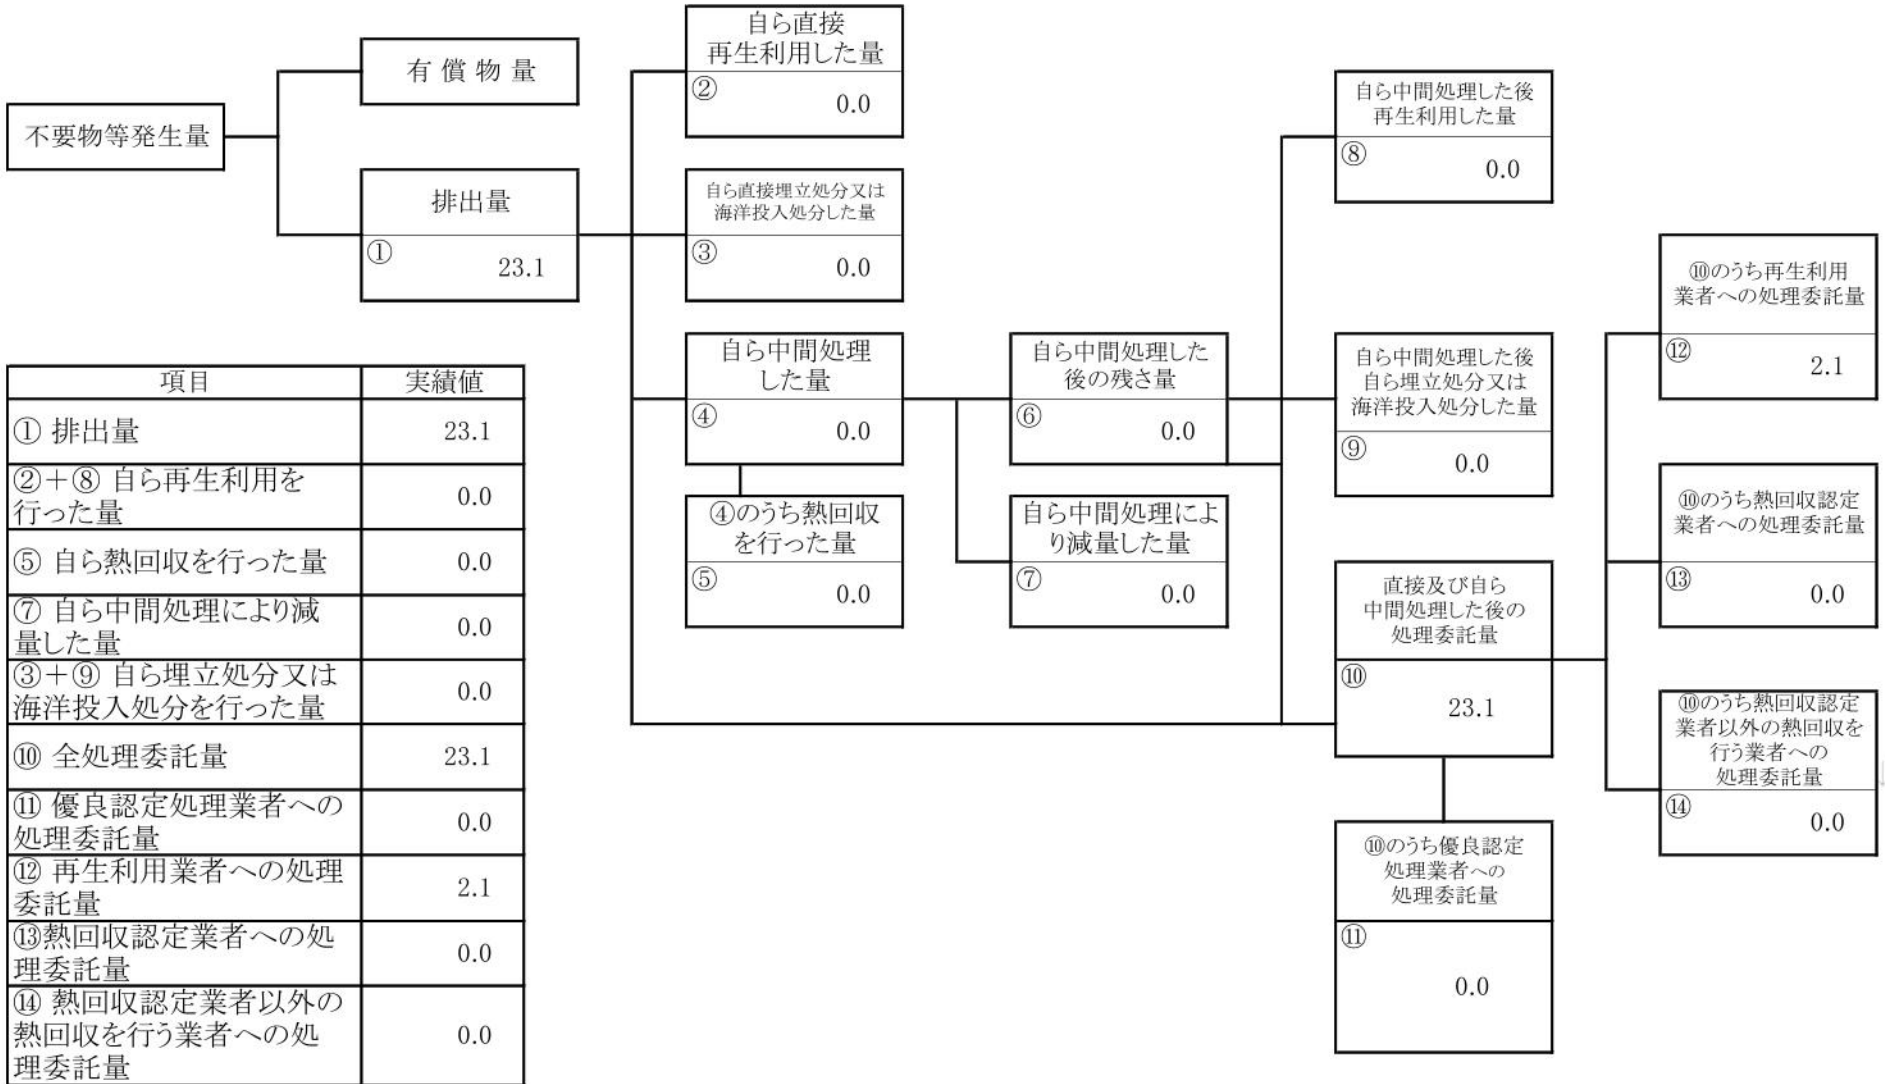 不要物等発生量
有償物量
排出量
①
23.1
自ら直接
再生利用した量
②
0.0
自ら直接埋立処分又は
海洋投入処分した量
③
0.0
自ら中間処理
した量
④
0.0
④のうち熱回収
を行った量
⑤
0.0
自ら中間処理した
後の残さ量
⑥
0.0
自ら中間処理によ
り減量した量
⑦
0.0
自ら中間処理した後
再生利用した量
⑧
0.0
自ら中間処理した後
自ら埋立処分又は
海洋投入処分した量
⑨
0.0
直接及び自ら
中間処理した後の
処理委託量
⑩
23.1
⑩のうち優良認定
処理業者への
処理委託量
⑪
0.0
⑩のうち再生利用
業者への処理委託量
⑫
2.1
⑩のうち熱回収認定
業者への処理委託量
⑬
0.0
⑩のうち熱回収認定
業者以外の熱回収を
行う業者への
処理委託量
⑭
0.0
項目 実績値
① 排出量 23.1
②+⑧ 自ら再生利用を
行った量 0.0
⑤ 自ら熱回収を行った量 0.0
⑦ 自ら中間処理により減
量した量 0.0
③+⑨ 自ら埋立処分又は
海洋投入処分を行った量 0.0
⑩ 全処理委託量 23.1
⑪ 優良認定処理業者への
処理委託量 0.0
⑫ 再生利用業者への処理
委託量 2.1
⑬熱回収認定業者への処
理委託量 0.0
⑭ 熱回収認定業者以外の
熱回収を行う業者への処
理委託量 0.0